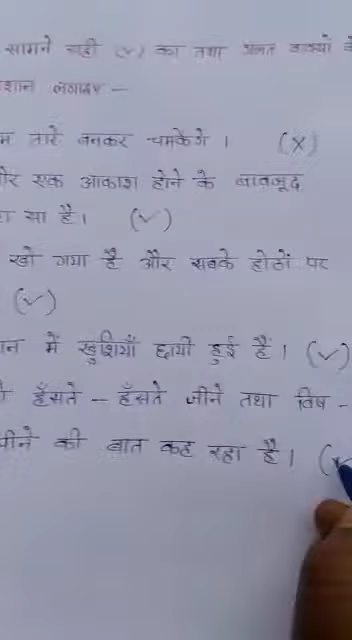 सामने सही (✓) का तथा गलत वाक्यों के
शान लगाइए –
म तारे बनकर चमकेंगे । (×)
और एक आकाश होने के बावजूद
सा है। (✓)
खो गया है और सबके होठों पर
(✓)
में खुशियाँ छायी हुई हैं। (✓)
हँसते - हँसते जीने तथा विष -
पीने की बात कह रहा है। (×